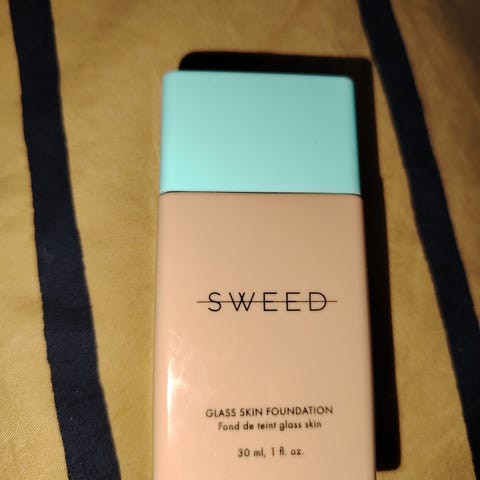 SWEED
GLASS SKIN FOUNDATION
Fond de teint glass skin
30 ml, 1 fl. oz.